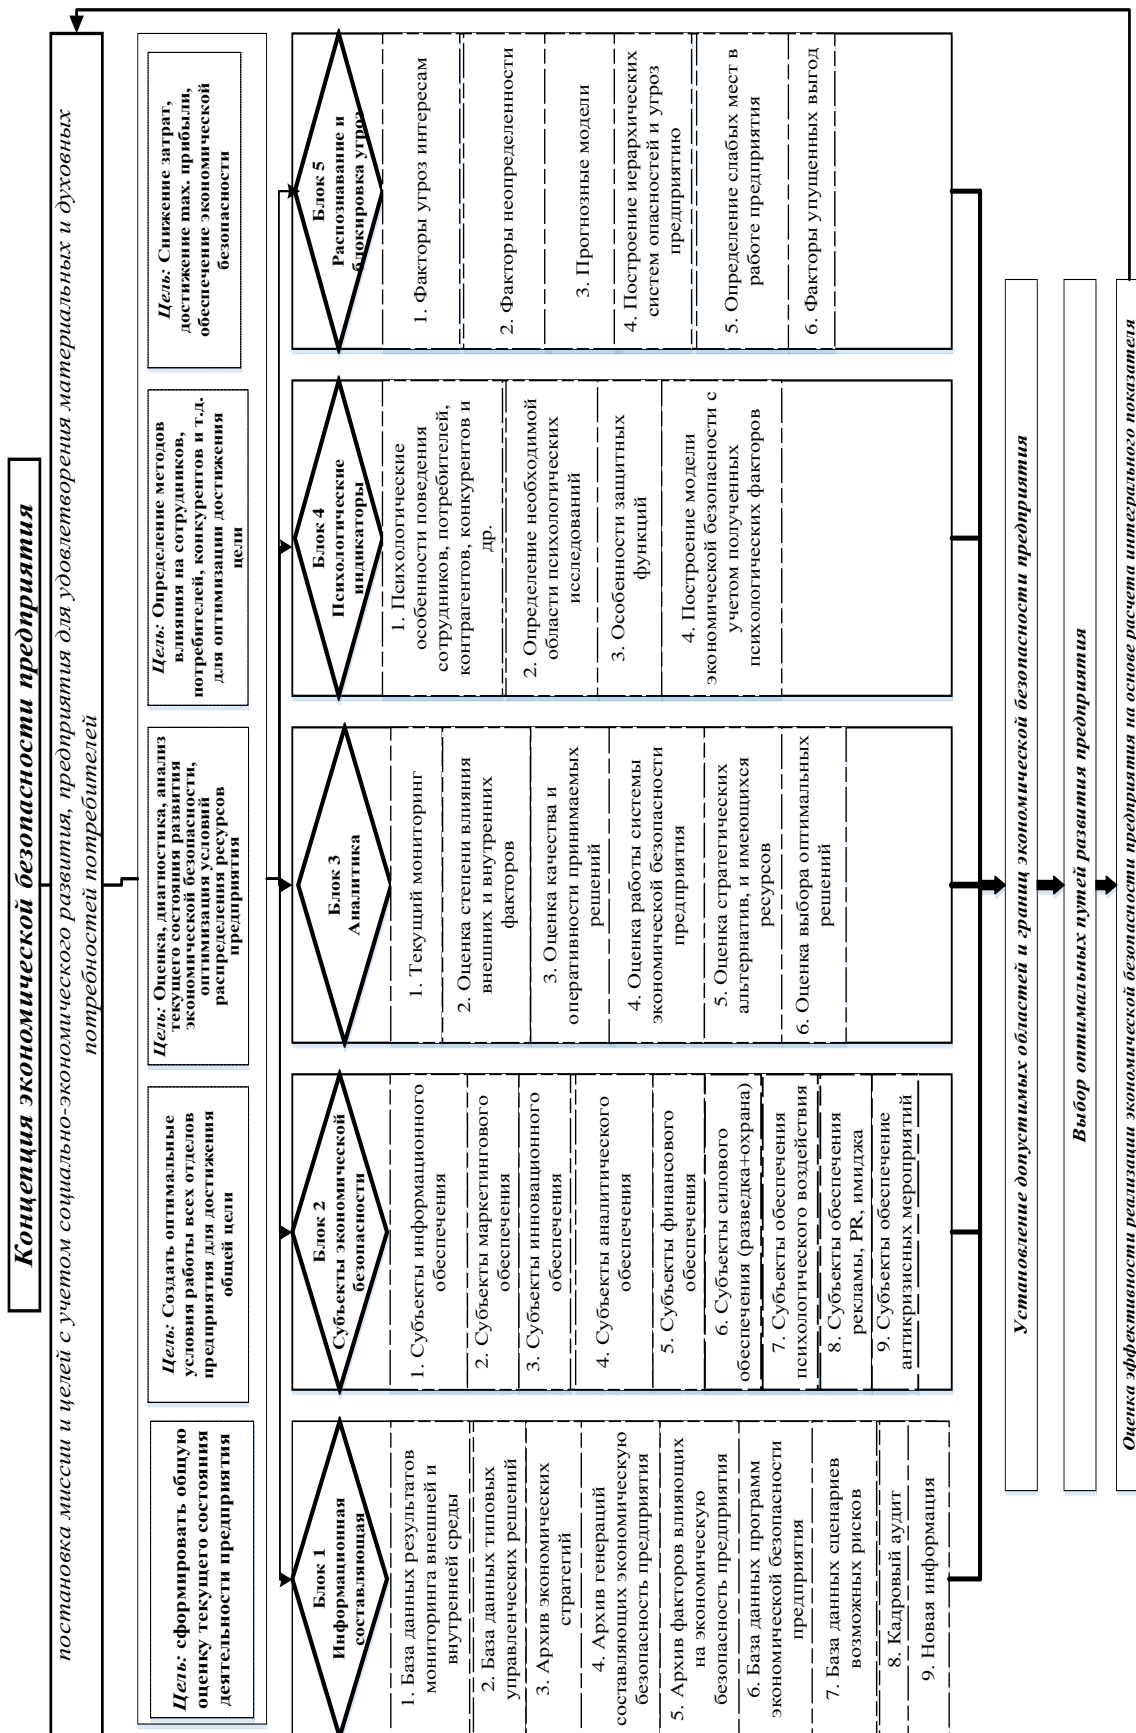 Концепция экономической безопасности предприятия
постановка миссии и целей с учетом социально-экономического развития, предприятия для удовлетворения материальных и духовных
потребностей потребителей
Цель: сформировать общую
оценку текущего состояния
деятельности предприятия
Цель: Создать оптимальные
условия работы всех отделов
предприятия для достижения
общей цели
Цель: Оценка, диагностика, анализ
текущего состояния развития
экономической безопасности,
оптимизация условий
распределения ресурсов
предприятия
Цель: Определение методов
влияния на сотрудников,
потребителей, конкурентов и т.д.
для оптимизации достижения
цели
Цель: Снижение затрат,
достижение max. прибыли,
обеспечение экономической
безопасности
Блок 1
Информационная
составляющая
1. База данных результатов
мониторинга внешней и
внутренней среды
2. База данных типовых
управленческих решений
3. Архив экономических
стратегий
4. Архив генераций
составляющих экономическую
безопасность предприятия
5. Архив факторов влияющих
на экономическую
безопасность предприятия
6. База данных программ
экономической безопасности
предприятия
7. База данных сценариев
возможных рисков
8. Кадровый аудит
9. Новая информация
Блок 2
Субъекты экономической
безопасности
1. Субъекты информационного
обеспечения
2. Субъекты маркетингового
обеспечения
3. Субъекты инновационного
обеспечения
4. Субъекты аналитического
обеспечения
5. Субъекты финансового
обеспечения
6. Субъекты силового
обеспечения (разведка+охрана)
7. Субъекты обеспечения
психологического воздействия
8. Субъекты обеспечения
рекламы, PR, имиджа
9. Субъекты обеспечение
антикризисных мероприятий
Блок 3
Аналитика
1. Текущий мониторинг
2. Оценка степени влияния
внешних и внутренних
факторов
3. Оценка качества и
оперативности принимаемых
решений
4. Оценка работы системы
экономической безопасности
предприятия
5. Оценка стратегических
альтернатив, и имеющихся
ресурсов
6. Оценка выбора оптимальных
решений
Блок 4
Психологические
индикаторы
1. Психологические
особенности поведения
сотрудников, потребителей,
контрагентов, конкурентов и
др.
2. Определение необходимой
области психологических
исследований
3. Особенности защитных
функций
4. Построение модели
экономической безопасности с
учетом полученных
психологических факторов
Блок 5
Распознавание и
блокировка угроз
1. Факторы угроз интересам
2. Факторы неопределенности
3. Прогнозные модели
4. Построение иерархических
систем опасностей и угроз
предприятию
5. Определение слабых мест в
работе предприятия
6. Факторы упущенных выгод
Установление допустимых областей и границ экономической безопасности предприятия
Выбор оптимальных путей развития предприятия
Оценка эффективности реализации экономической безопасности предприятия на основе расчета интегрального показателя